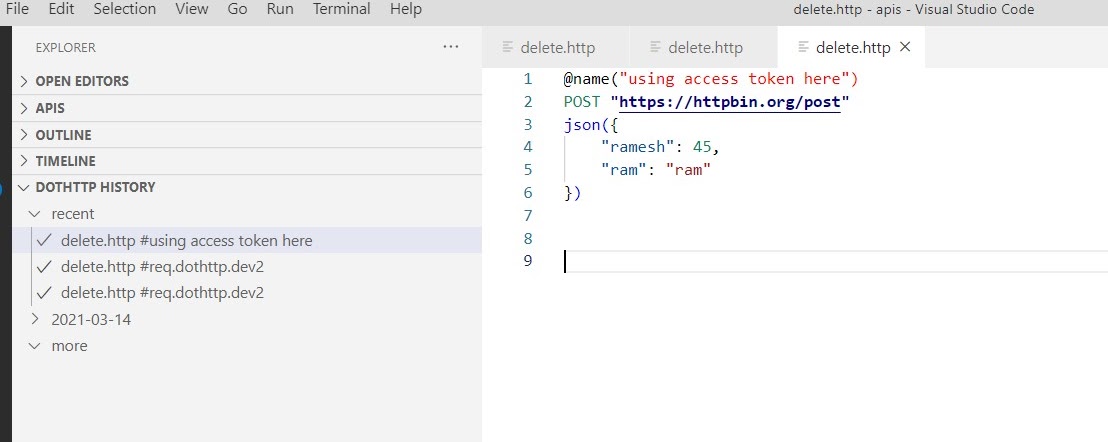 File Edit Selection View Go Run Terminal Help delete.http - apis - Visual Studio Code
EXPLORER ...
OPEN EDITORS
APIS
OUTLINE
TIMELINE
DOTHTTP HISTORY
recent
delete.http #using access token here
delete.http #req.dothttp.dev2
delete.http #req.dothttp.dev2
2021-03-14
more
delete.http delete.http delete.http ×
1 @name("using access token here")
2 POST "https://httpbin.org/post"
3 json({
4 "ramesh": 45,
5 "ram": "ram"
6 })
7
8
9